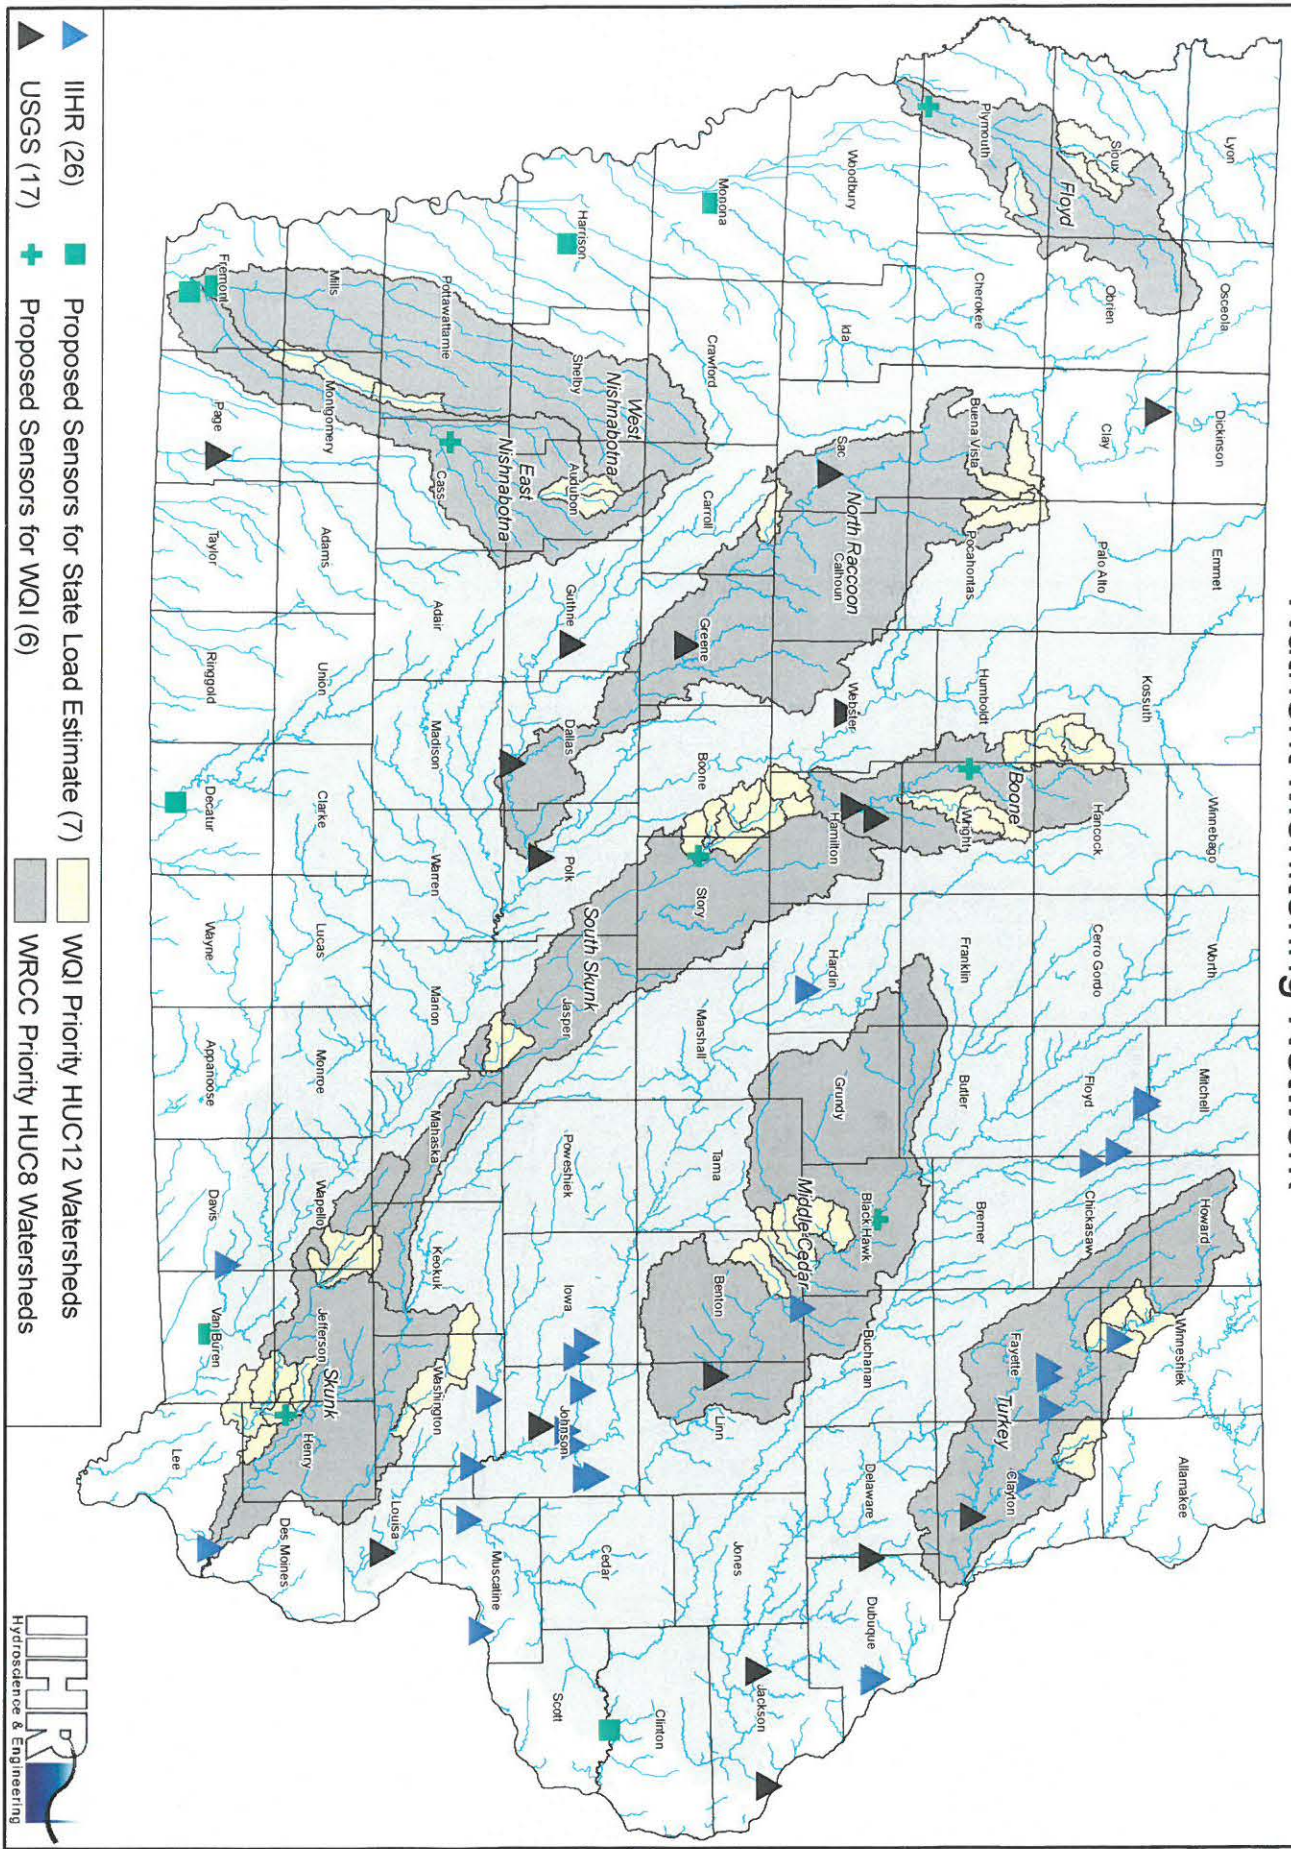 Nutrient Monitoring Network
Lyon
Osceola
Dickinson
Emmet
Kossuth
Winnebago
Worth
Mitchell
Howard
Winneshiek
Allamakee
Sioux
Obrien
Clay
Palo Alto
Hancock
Cerro Gordo
Floyd
Chickasaw
Floyd
Plymouth
Cherokee
Buena Vista
Pocahontas
Humboldt
Boone
Wright
Franklin
Butler
Bremer
Fayette
Turkey
Clayton
Woodbury
Ida
Sac
North Raccoon
Calhoun
Webster
Hamilton
Hardin
Grundy
Black Hawk
Middle Cedar
Buchanan
Delaware
Dubuque
Monona
Crawford
Carroll
Greene
Boone
Story
Marshall
Tama
Benton
Linn
Jones
Jackson
Harrison
Shelby
West
Nishnabotna
Audubon
Guthrie
Dallas
Polk
South Skunk
Jasper
Poweshiek
Iowa
Johnson
Cedar
Clinton
Scott
Pottawattamie
East
Nishnabotna
Cass
Adair
Madison
Warren
Marion
Mahaska
Keokuk
Washington
Muscatine
Louisa
Mills
Montgomery
Adams
Union
Clarke
Lucas
Monroe
Wapello
Jefferson
Skunk
Henry
Des Moines
Fremont
Page
Taylor
Ringgold
Decatur
Wayne
Appanoose
Davis
Van Buren
Lee
IIHR (26)
Proposed Sensors for State Load Estimate (7)
WQI Priority HUC12 Watersheds
USGS (17)
Proposed Sensors for WQI (6)
WRCC Priority HUC8 Watersheds
IIHR
Hydroscience & Engineering